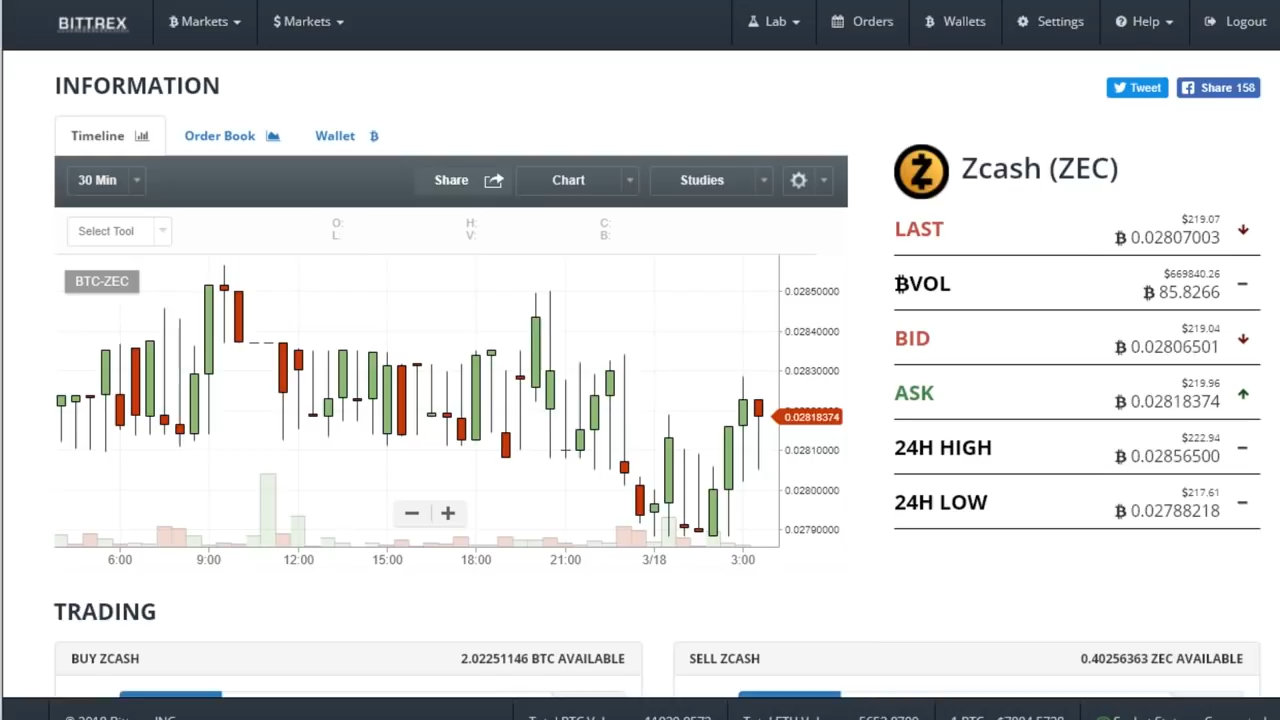 BITTREX
Markets
$ Markets
Lab
Orders
Wallets
Settings
Help
Logout
INFORMATION
Tweet
Share 158
Timeline
Order Book
Wallet
30 Min
Share
Chart
Studies
Select Tool
O:
H:
C:
L:
V:
B:
BTC-ZEC
0.02850000
0.02840000
0.02830000
0.02818374
0.02810000
0.02800000
0.02790000
6:00
9:00
12:00
15:00
18:00
21:00
3/18
3:00
Zcash (ZEC)
LAST
$219.07
0.02807003
VOL
$669840.26
85.8266
BID
$219.04
0.02806501
ASK
$219.96
0.02818374
24H HIGH
$222.94
0.02856500
24H LOW
$217.61
0.02788218
TRADING
BUY ZCASH
2.02251146 BTC AVAILABLE
SELL ZCASH
0.40256363 ZEC AVAILABLE